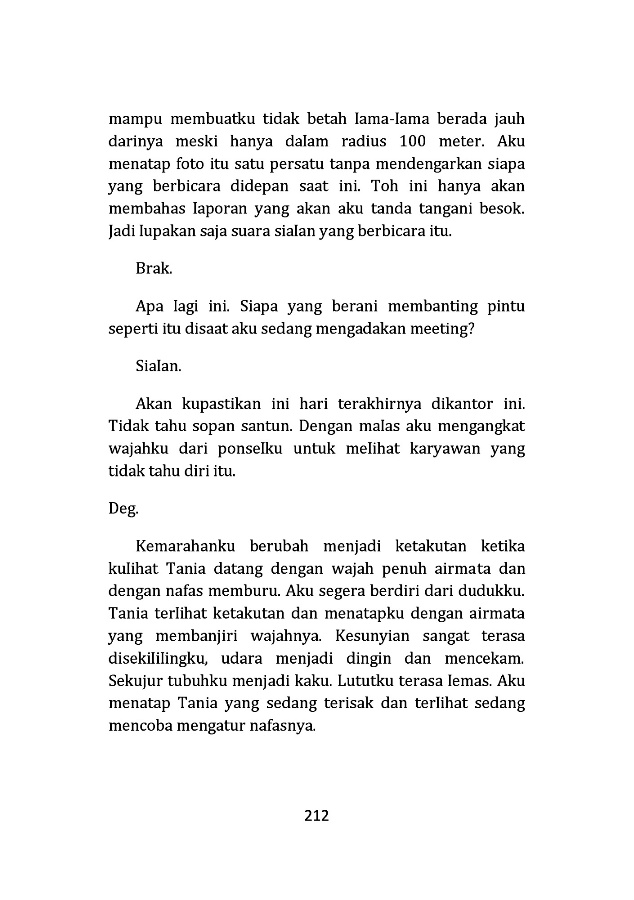 mampu membuatku tidak betah lama-lama berada jauh
darinya meski hanya dalam radius 100 meter. Aku
menatap foto itu satu persatu tanpa mendengarkan siapa
yang berbicara didepan saat ini. Toh ini hanya akan
membahas laporan yang akan aku tanda tangani besok.
Jadi lupakan saja suara sialan yang berbicara itu.
Brak.
Apa lagi ini. Siapa yang berani membanting pintu
seperti itu disaat aku sedang mengadakan meeting?
Sialan.
Akan kupastikan ini hari terakhirnya dikantor ini.
Tidak tahu sopan santun. Dengan malas aku mengangkat
wajahku dari ponselku untuk melihat karyawan yang
tidak tahu diri itu.
Deg.
Kemarahanku berubah menjadi ketakutan ketika
kulihat Tania datang dengan wajah penuh airmata dan
dengan nafas memburu. Aku segera berdiri dari dudukku.
Tania terlihat ketakutan dan menatapku dengan airmata
yang membanjiri wajahnya. Kesunyian sangat terasa
disekililingku, udara menjadi dingin dan mencekam.
Sekujur tubuhku menjadi kaku. Lututku terasa lemas. Aku
menatap Tania yang sedang terisak dan terlihat sedang
mencoba mengatur nafasnya.
212